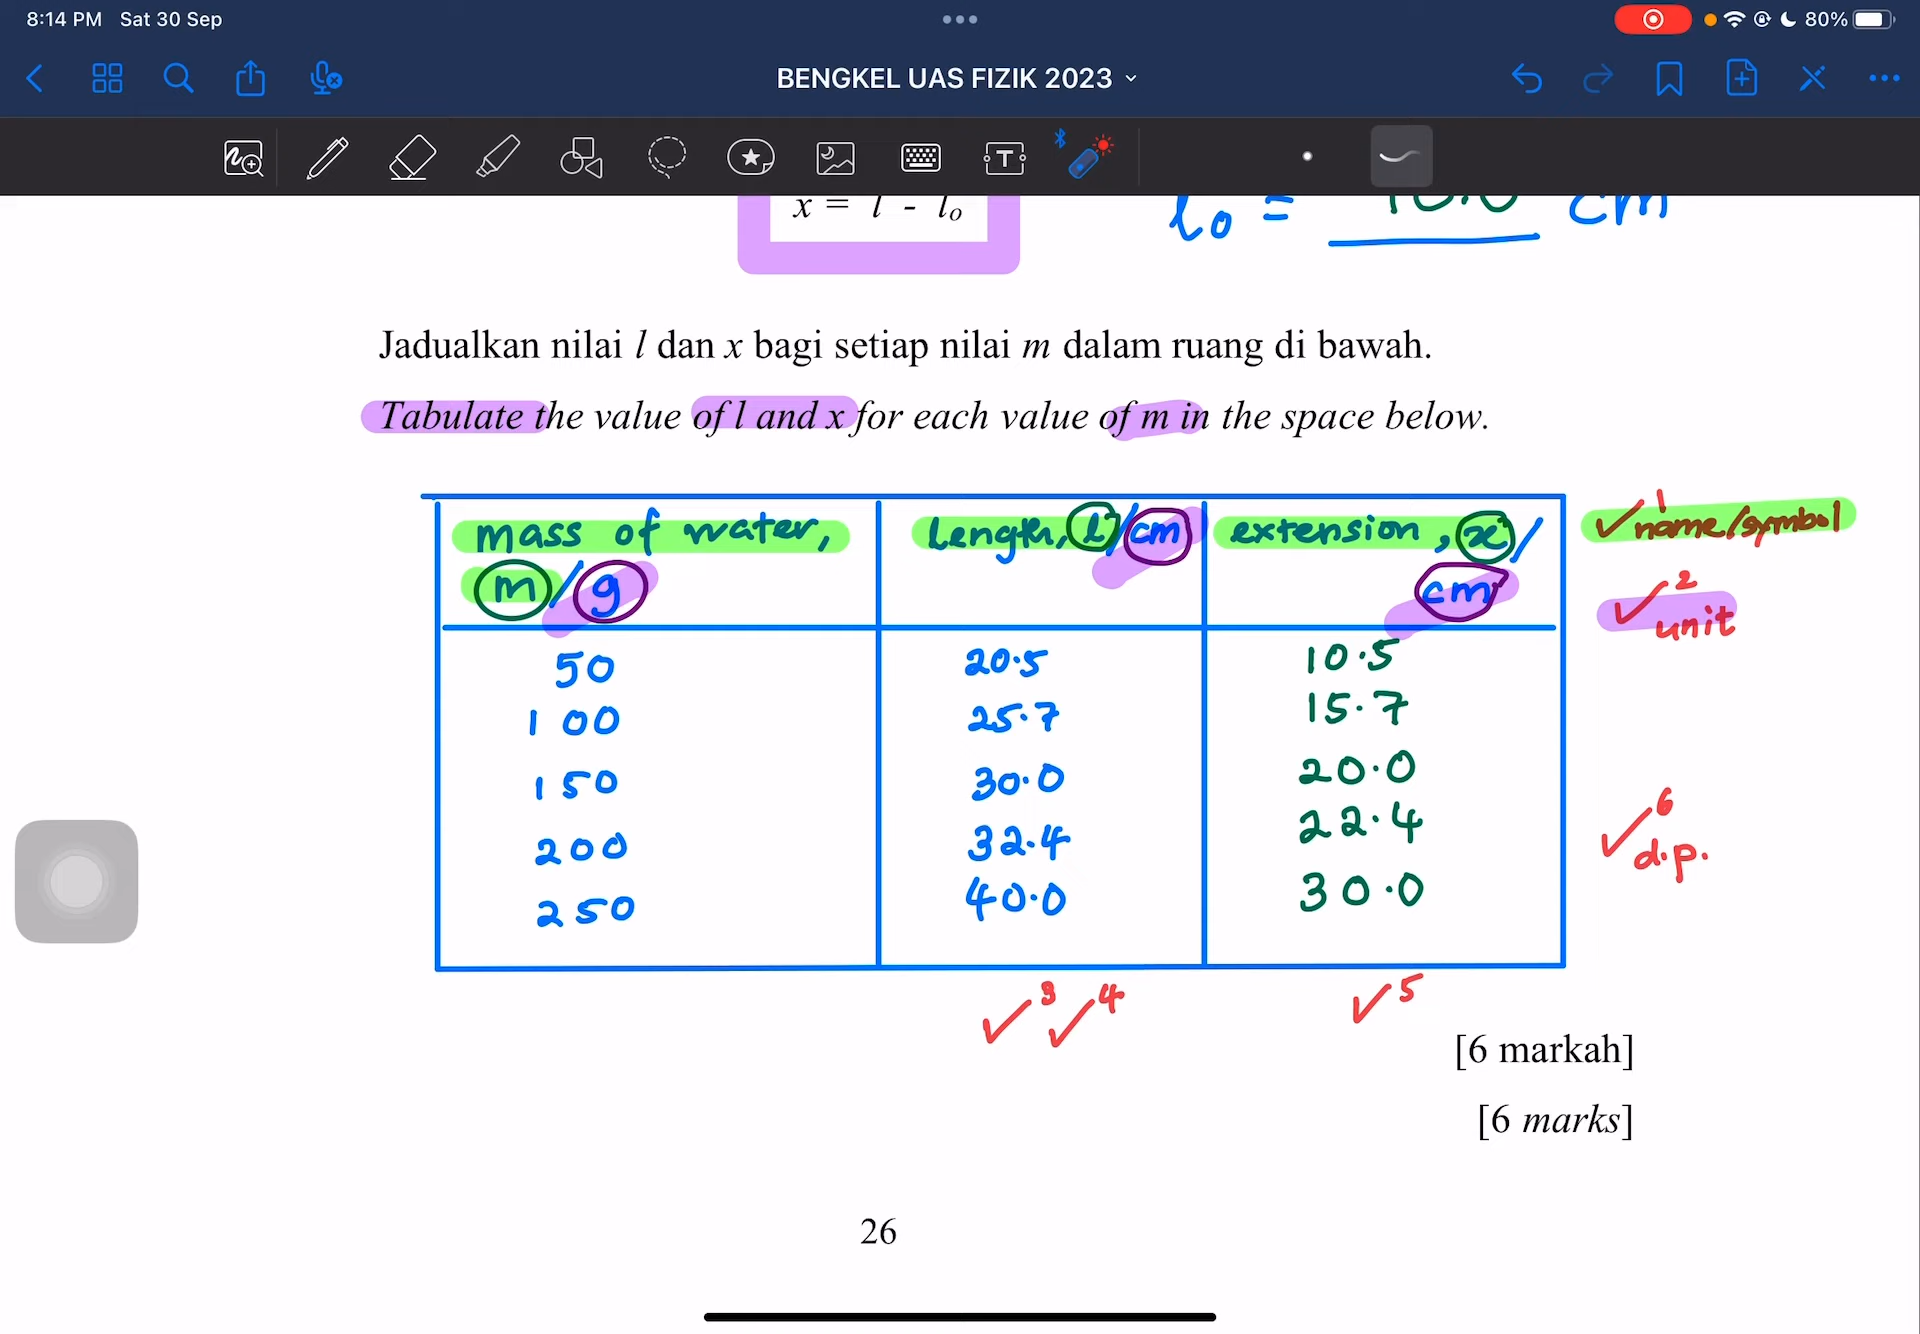 8:14 PM Sat 30 Sep
80%
BENGKEL UAS FIZIK 2023
T
x = l - lo
lo = 10.0 cm
Jadualkan nilai l dan x bagi setiap nilai m dalam ruang di bawah.
Tabulate the value of l and x for each value of m in the space below.
mass of water, m/g
Length, l/cm
extension, x/cm
✓1 name/symbol
✓2 unit
50 20.5 10.5
100 25.7 15.7
150 30.0 20.0
200 32.4 22.4
250 40.0 30.0
✓6 d.p.
✓3 ✓4 ✓5
[6 markah]
[6 marks]
26